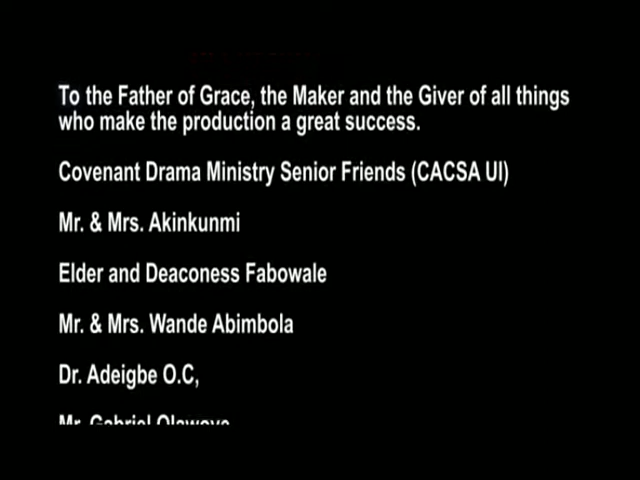 To the Father of Grace, the Maker and the Giver of all things
who make the production a great success.
Covenant Drama Ministry Senior Friends (CACSA UI)
Mr. & Mrs. Akinkunmi
Elder and Deaconess Fabowale
Mr. & Mrs. Wande Abimbola
Dr. Adeigbe O.C,
Mr. Gabriel